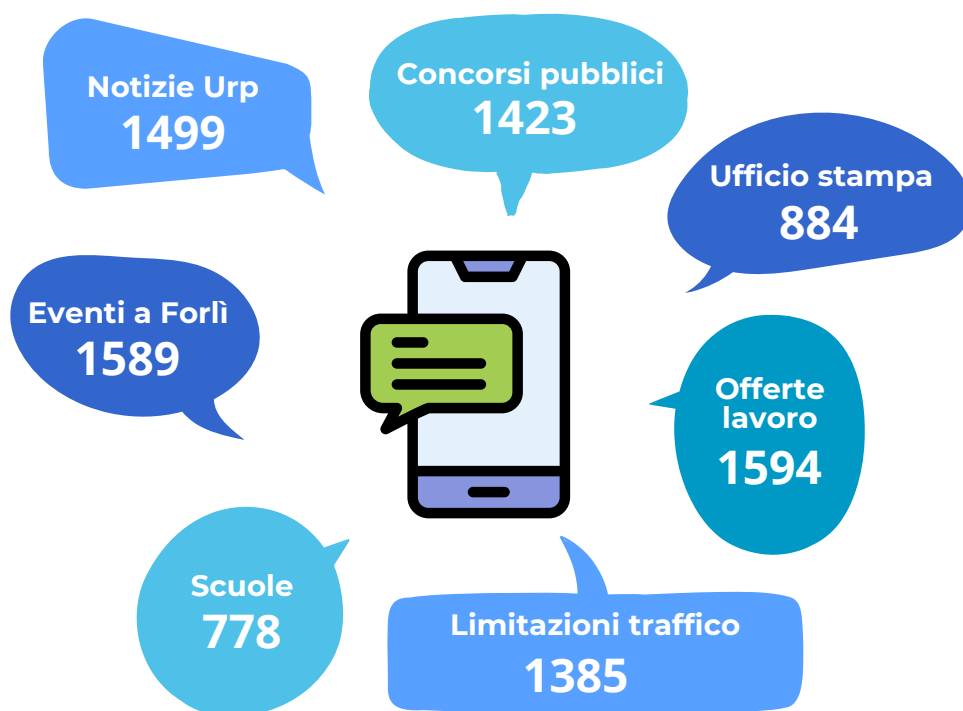 Notizie Urp
1499
Concorsi pubblici
1423
Ufficio stampa
884
Eventi a Forlì
1589
Offerte
lavoro
1594
Scuole
778
Limitazioni traffico
1385